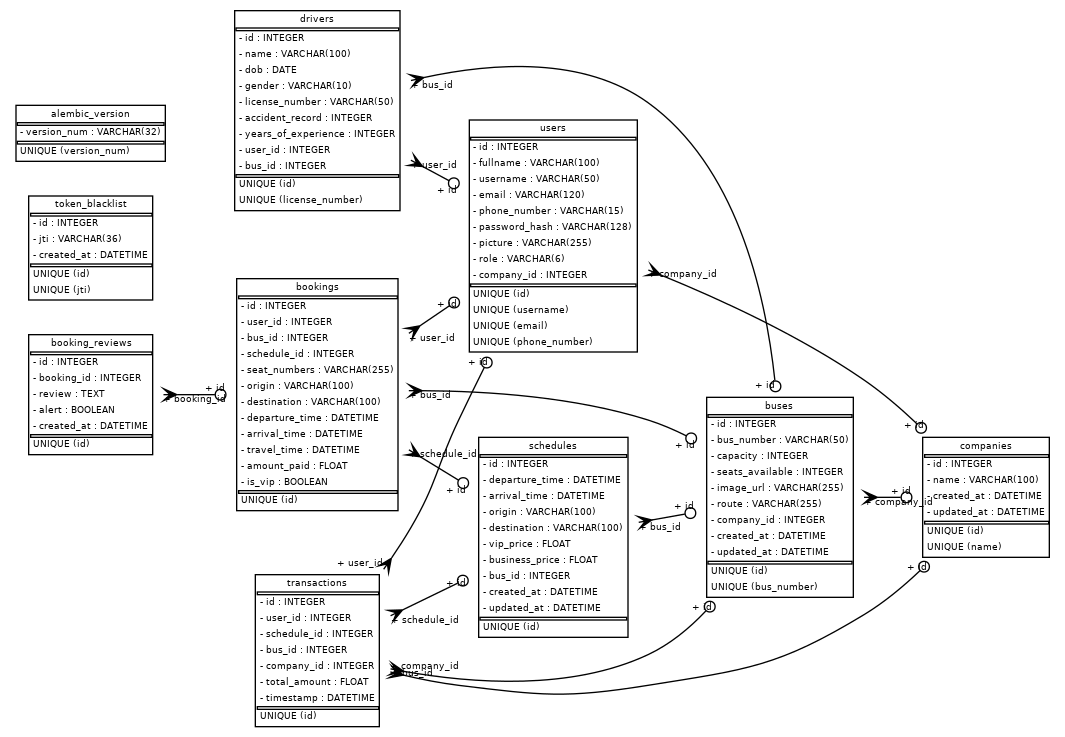 drivers
- id : INTEGER
- name : VARCHAR(100)
- dob : DATE
- gender : VARCHAR(10)
- license_number : VARCHAR(50)
- accident_record : INTEGER
- years_of_experience : INTEGER
- user_id : INTEGER
- bus_id : INTEGER
UNIQUE (id)
UNIQUE (license_number)
+ bus_id
+ user_id
+ id
alembic_version
- version_num : VARCHAR(32)
UNIQUE (version_num)
users
- id : INTEGER
- fullname : VARCHAR(100)
- username : VARCHAR(50)
- email : VARCHAR(120)
- phone_number : VARCHAR(15)
- password_hash : VARCHAR(128)
- picture : VARCHAR(255)
- role : VARCHAR(6)
- company_id : INTEGER
UNIQUE (id)
UNIQUE (username)
UNIQUE (email)
UNIQUE (phone_number)
+ company_id
token_blacklist
- id : INTEGER
- jti : VARCHAR(36)
- created_at : DATETIME
UNIQUE (id)
UNIQUE (jti)
bookings
- id : INTEGER
- user_id : INTEGER
- bus_id : INTEGER
- schedule_id : INTEGER
- seat_numbers : VARCHAR(255)
- origin : VARCHAR(100)
- destination : VARCHAR(100)
- departure_time : DATETIME
- arrival_time : DATETIME
- travel_time : DATETIME
- amount_paid : FLOAT
- is_vip : BOOLEAN
UNIQUE (id)
+ id
+ user_id
+ id
+ bus_id
+ id
+ schedule_id
+ id
booking_reviews
- id : INTEGER
- booking_id : INTEGER
- review : TEXT
- alert : BOOLEAN
- created_at : DATETIME
UNIQUE (id)
+ id
+ booking_id
schedules
- id : INTEGER
- departure_time : DATETIME
- arrival_time : DATETIME
- origin : VARCHAR(100)
- destination : VARCHAR(100)
- vip_price : FLOAT
- business_price : FLOAT
- bus_id : INTEGER
- created_at : DATETIME
- updated_at : DATETIME
UNIQUE (id)
+ id
+ bus_id
+ id
buses
- id : INTEGER
- bus_number : VARCHAR(50)
- capacity : INTEGER
- seats_available : INTEGER
- image_url : VARCHAR(255)
- route : VARCHAR(255)
- company_id : INTEGER
- created_at : DATETIME
- updated_at : DATETIME
UNIQUE (id)
UNIQUE (bus_number)
+ id
+ id
+ company_id
+ id
companies
- id : INTEGER
- name : VARCHAR(100)
- created_at : DATETIME
- updated_at : DATETIME
UNIQUE (id)
UNIQUE (name)
+ id
+ user_id
transactions
- id : INTEGER
- user_id : INTEGER
- schedule_id : INTEGER
- bus_id : INTEGER
- company_id : INTEGER
- total_amount : FLOAT
- timestamp : DATETIME
UNIQUE (id)
+ id
+ schedule_id
+ id
+ company_id
+ bus_id